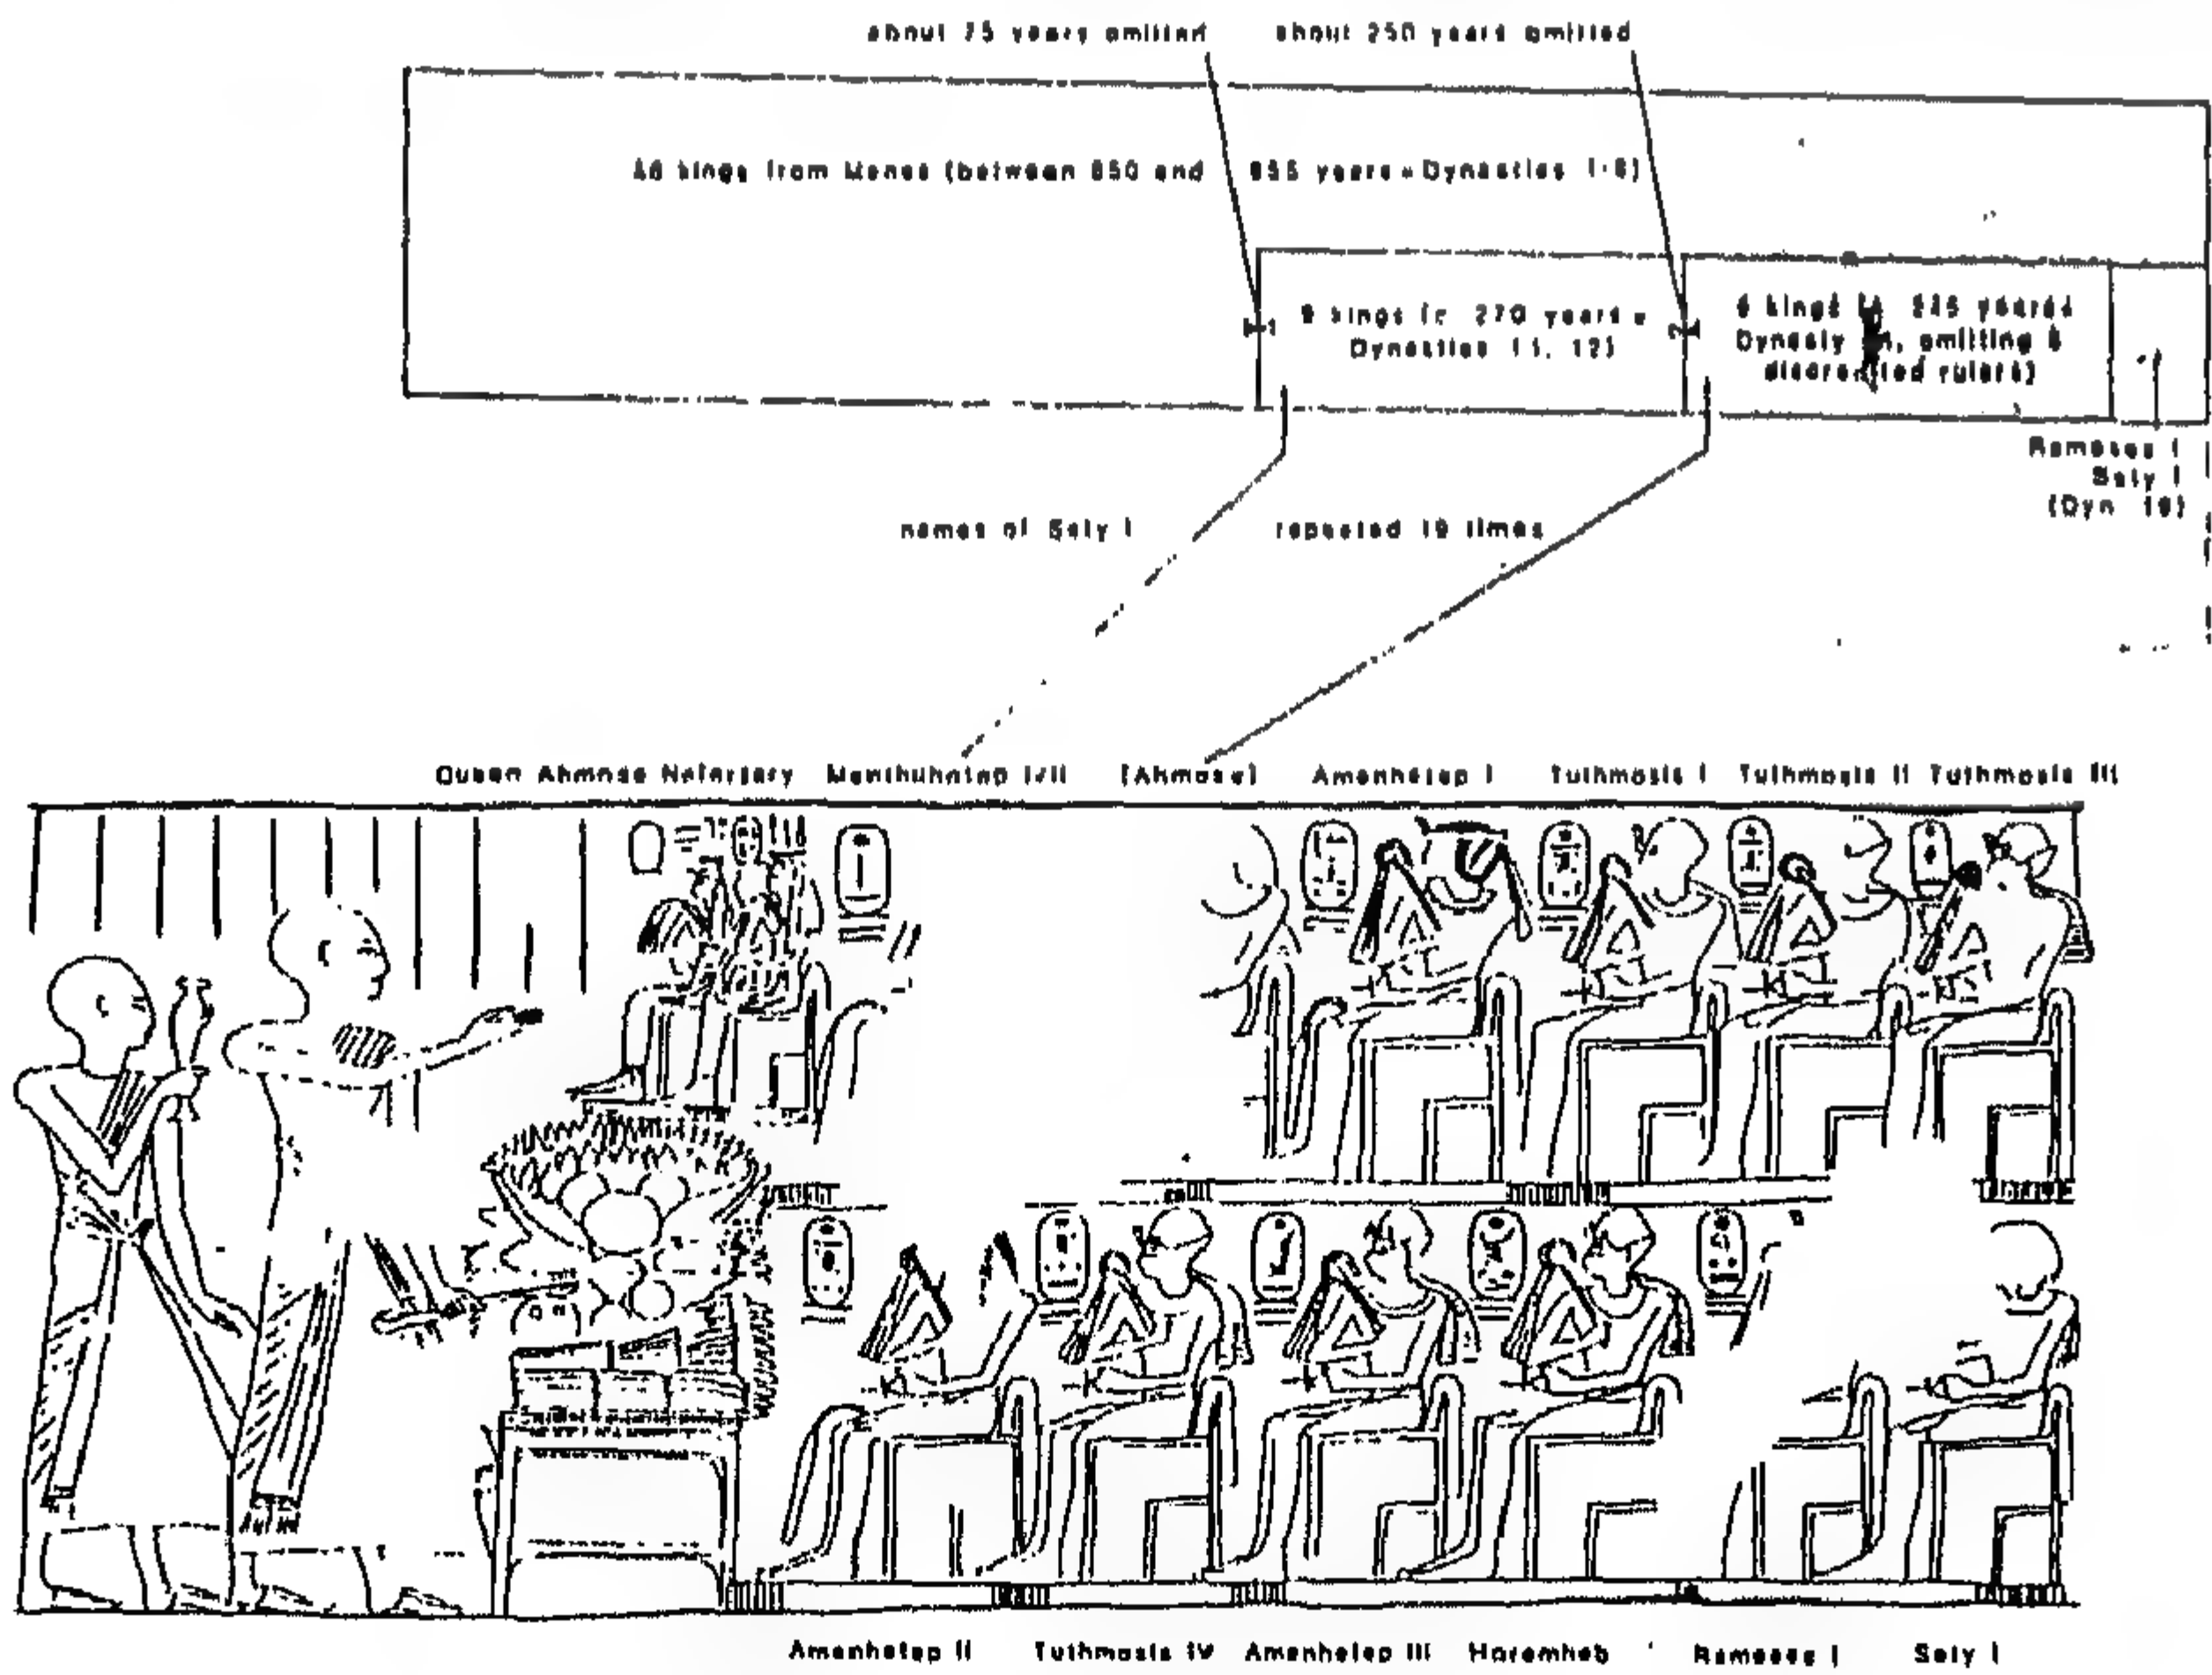 about 75 years omitted
about 250 years omitted
kings from Menes (between 850 and 955 years = Dynasties 1-8)
kings in 270 years =
Dynasties 11, 12)
kings years
Dynasty omitting
rulers)
Rameses I
Sety I
(Dyn 19)
names of Sety I repeated 19 times
Queen Ahmose Nefertary Menthuhotep I/II [Ahmose] Amenhotep I Tuthmosis I Tuthmosis II Tuthmosis III
Amenhotep II Tuthmosis IV Amenhotep III Horemheb Rameses I Sety I